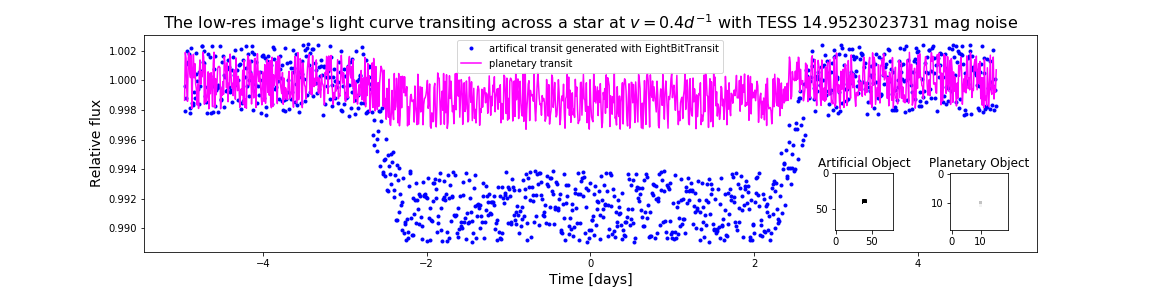 The low-res image's light curve transiting across a star at v = 0.4d⁻¹ with TESS 14.9523023731 mag noise
artifical transit generated with EightBitTransit
planetary transit
Relative flux
1.002
1.000
0.998
0.996
0.994
0.992
0.990
Artificial Object
0
50
0 50
Planetary Object
0
10
0 10
−4 −2 0 2 4
Time [days]